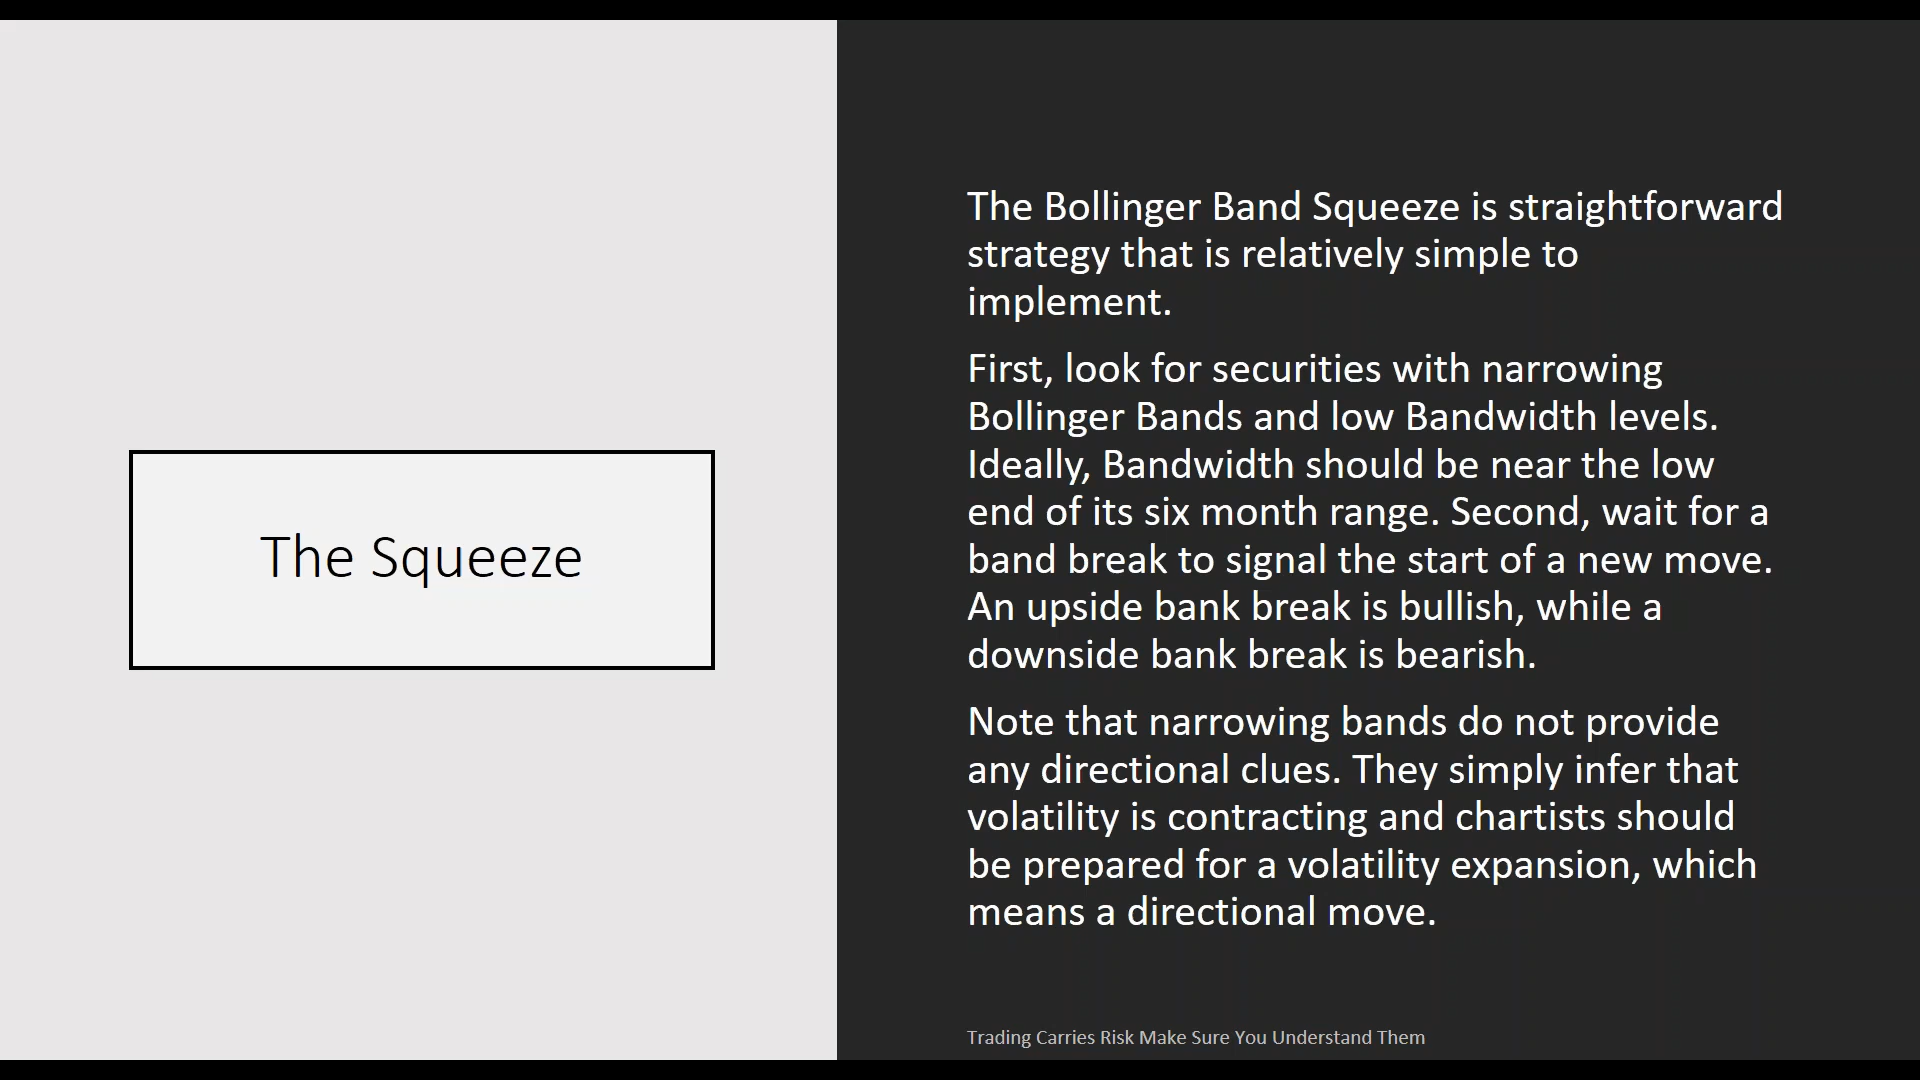 The Squeeze
The Bollinger Band Squeeze is straightforward
strategy that is relatively simple to
implement.
First, look for securities with narrowing
Bollinger Bands and low Bandwidth levels.
Ideally, Bandwidth should be near the low
end of its six month range. Second, wait for a
band break to signal the start of a new move.
An upside bank break is bullish, while a
downside bank break is bearish.
Note that narrowing bands do not provide
any directional clues. They simply infer that
volatility is contracting and chartists should
be prepared for a volatility expansion, which
means a directional move.
Trading Carries Risk Make Sure You Understand Them